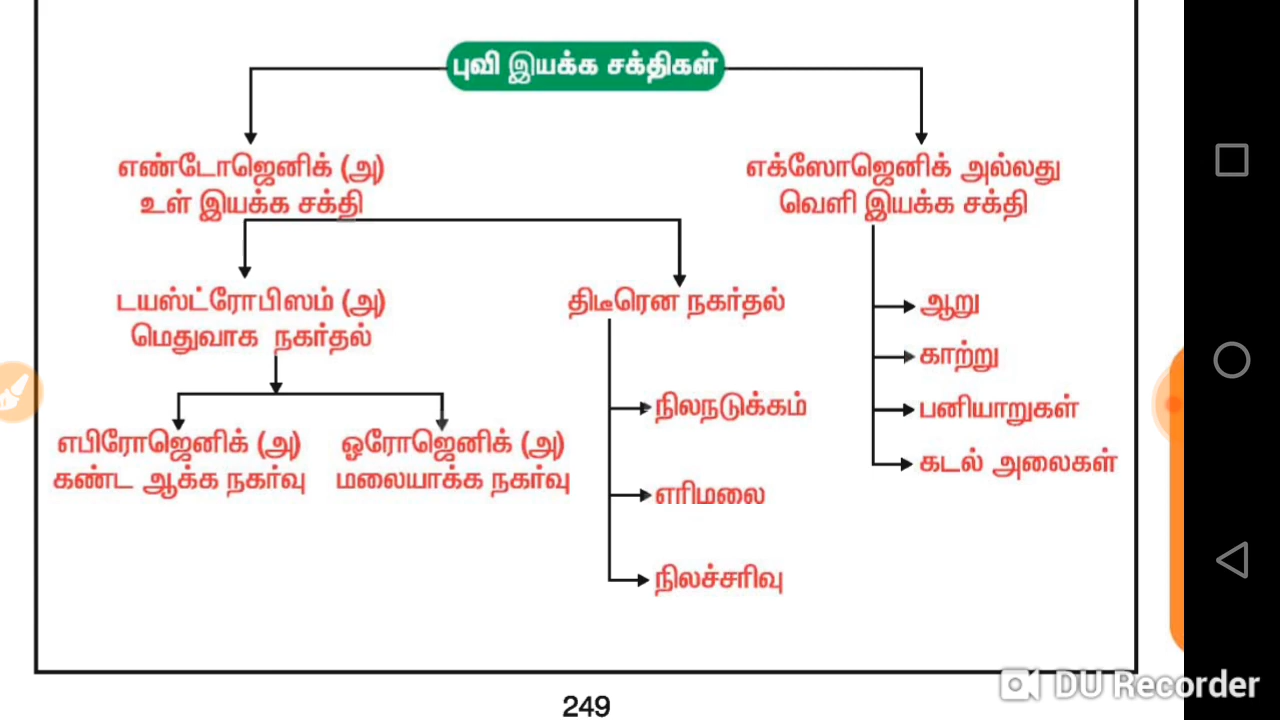 புவி இயக்க சக்திகள்
எண்டோஜெனிக் (அ)
உள் இயக்க சக்தி
எக்ஸோஜெனிக் அல்லது
வெளி இயக்க சக்தி
டயஸ்ட்ரோபிஸம் (அ)
மெதுவாக நகர்தல்
திடீரென நகர்தல்
ஆறு
காற்று
பனியாறுகள்
கடல் அலைகள்
நிலநடுக்கம்
எரிமலை
நிலச்சரிவு
எபிரோஜெனிக் (அ)
கண்ட ஆக்க நகர்வு
ஓரோஜெனிக் (அ)
மலையாக்க நகர்வு
249
DU Recorder